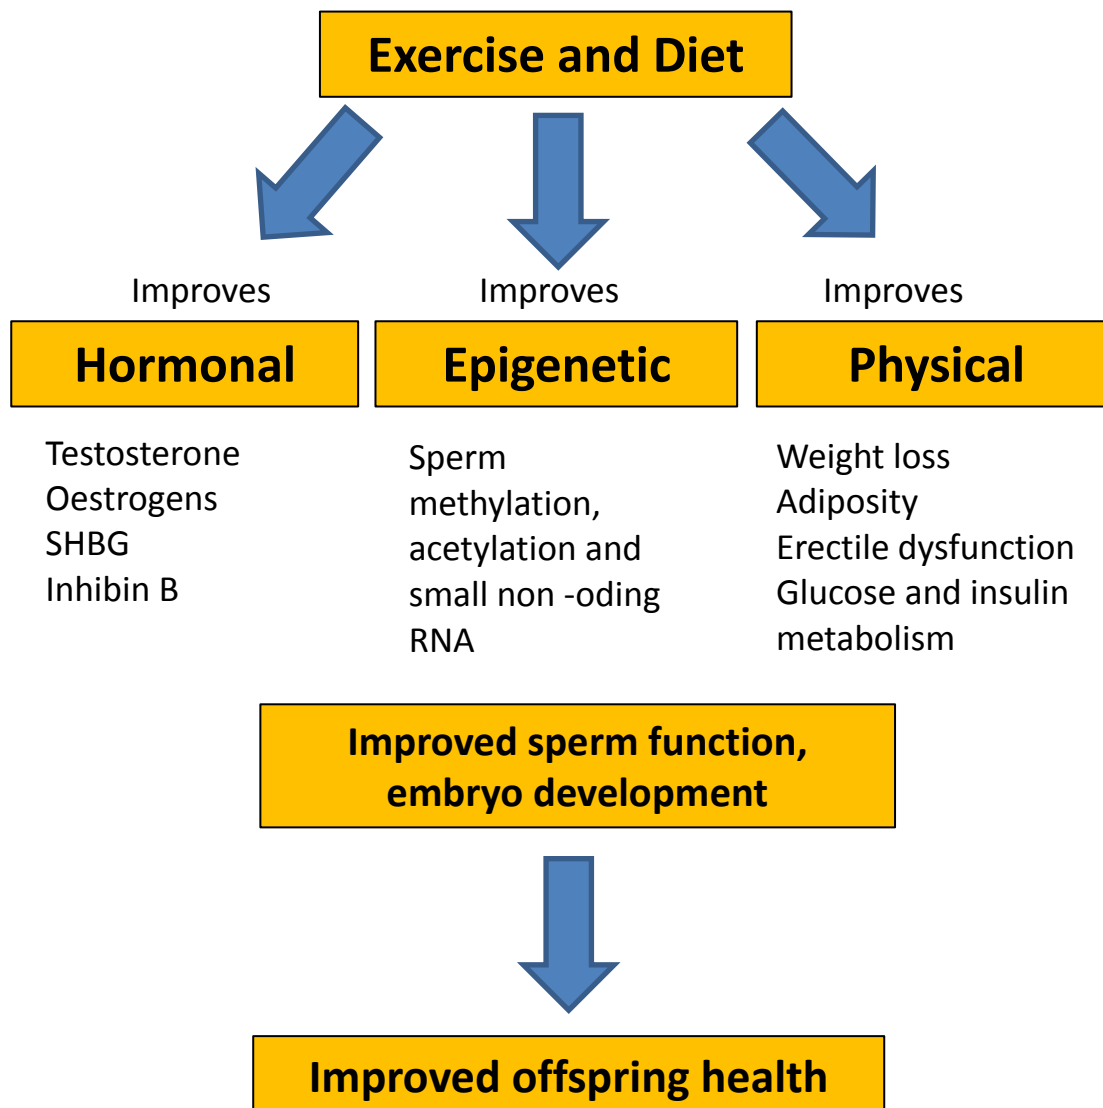 Exercise and Diet
Improves
Improves
Improves
Hormonal
Epigenetic
Physical
Testosterone
Oestrogens
SHBG
Inhibin B
Sperm
methylation,
acetylation and
small non -oding
RNA
Weight loss
Adiposity
Erectile dysfunction
Glucose and insulin
metabolism
Improved sperm function,
embryo development
Improved offspring health